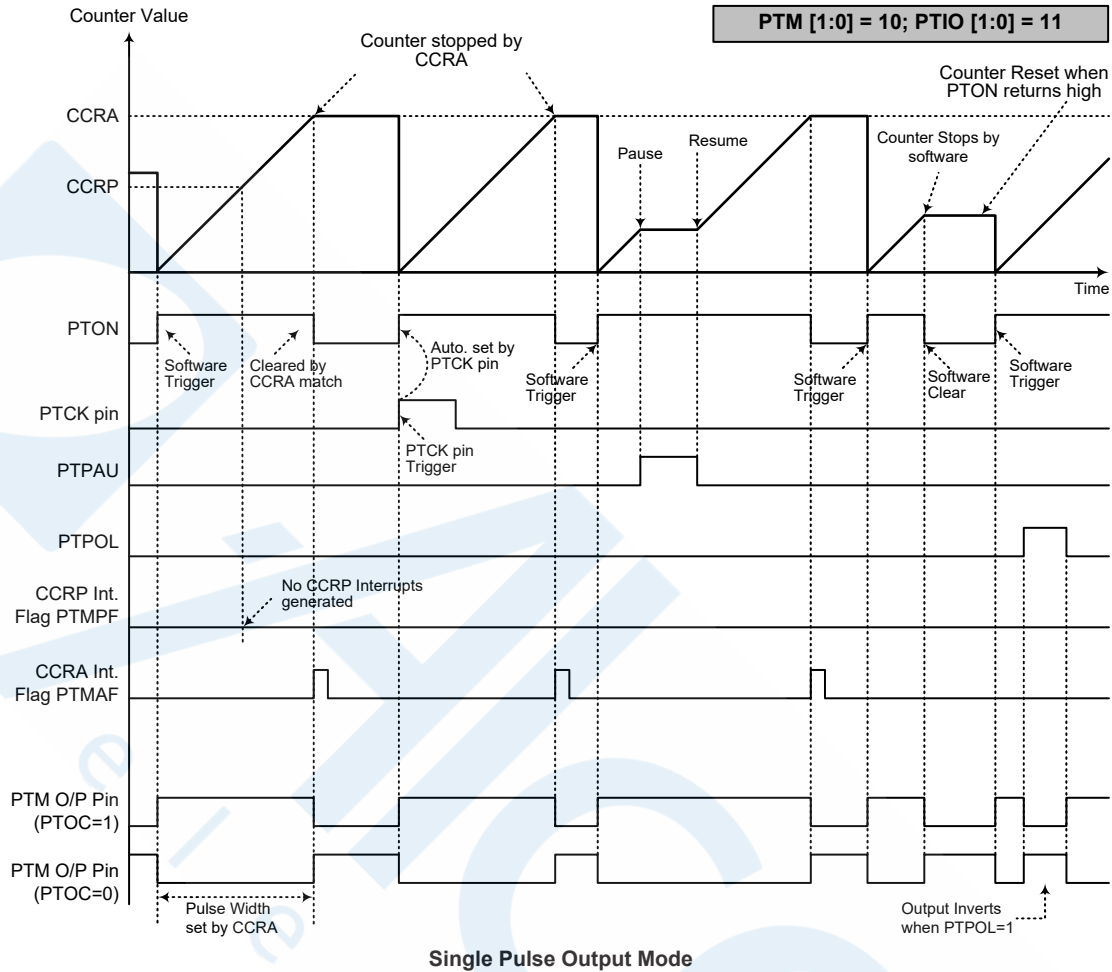 Counter Value
PTM [1:0] = 10; PTIO [1:0] = 11
Counter stopped by
CCRA
Counter Reset when
PTON returns high
CCRA
Pause
Resume
Counter Stops by
software
CCRP
Time
PTON
Software
Trigger
Cleared by
CCRA match
Auto. set by
PTCK pin
Software
Trigger
Software
Trigger
Software
Clear
Software
Trigger
PTCK pin
PTCK pin
Trigger
PTPAU
PTPOL
No CCRP Interrupts
generated
CCRP Int.
Flag PTMPF
CCRA Int.
Flag PTMAF
PTM O/P Pin
(PTOC=1)
PTM O/P Pin
(PTOC=0)
Pulse Width
set by CCRA
Output Inverts
when PTPOL=1
Single Pulse Output Mode